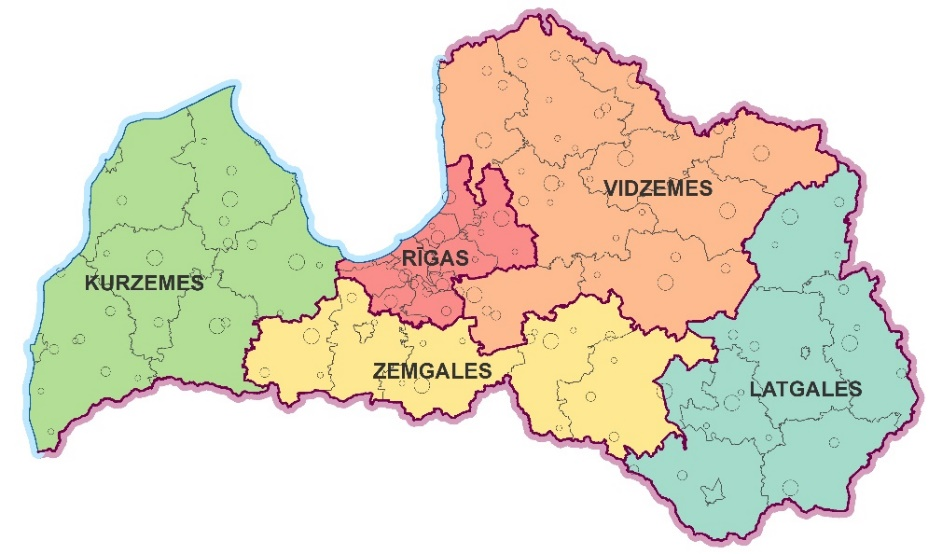 VIDZEMES
RĪGAS
KURZEMES
ZEMGALES
LATGALES